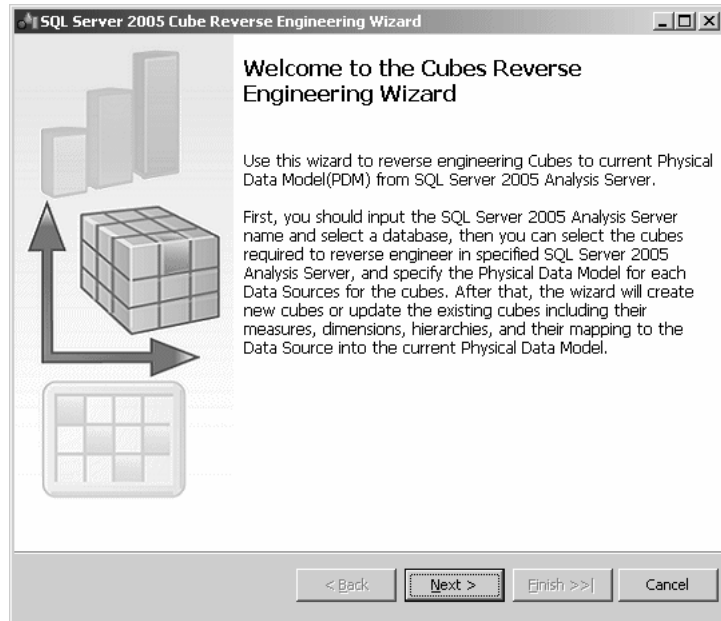 SQL Server 2005 Cube Reverse Engineering Wizard
Welcome to the Cubes Reverse
Engineering Wizard
Use this wizard to reverse engineering Cubes to current Physical
Data Model(PDM) from SQL Server 2005 Analysis Server.
First, you should input the SQL Server 2005 Analysis Server
name and select a database, then you can select the cubes
required to reverse engineer in specified SQL Server 2005
Analysis Server, and specify the Physical Data Model for each
Data Sources for the cubes. After that, the wizard will create
new cubes or update the existing cubes including their
measures, dimensions, hierarchies, and their mapping to the
Data Source into the current Physical Data Model.
< Back Next > Finish >>| Cancel